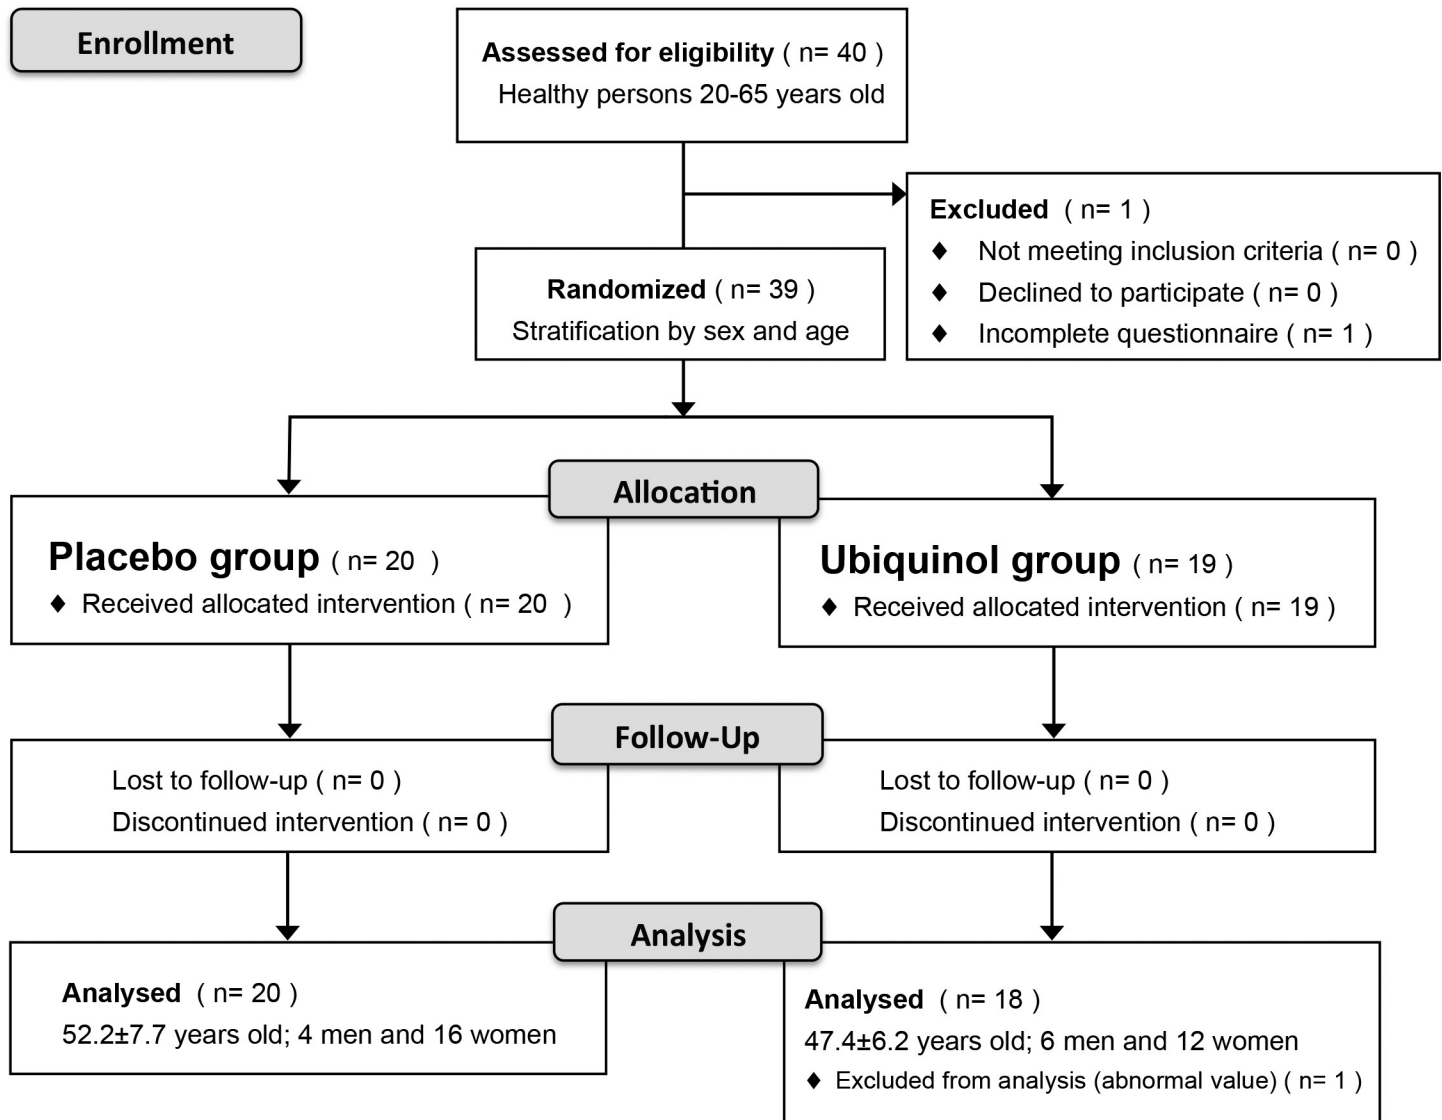 Enrollment
Assessed for eligibility ( n= 40 )
Healthy persons 20-65 years old
Excluded ( n= 1 )
♦ Not meeting inclusion criteria ( n= 0 )
♦ Declined to participate ( n= 0 )
♦ Incomplete questionnaire ( n= 1 )
Randomized ( n= 39 )
Stratification by sex and age
Allocation
Placebo group ( n= 20 )
♦ Received allocated intervention ( n= 20 )
Ubiquinol group ( n= 19 )
♦ Received allocated intervention ( n= 19 )
Follow-Up
Lost to follow-up ( n= 0 )
Discontinued intervention ( n= 0 )
Lost to follow-up ( n= 0 )
Discontinued intervention ( n= 0 )
Analysis
Analysed ( n= 20 )
52.2±7.7 years old; 4 men and 16 women
Analysed ( n= 18 )
47.4±6.2 years old; 6 men and 12 women
♦ Excluded from analysis (abnormal value) ( n= 1 )